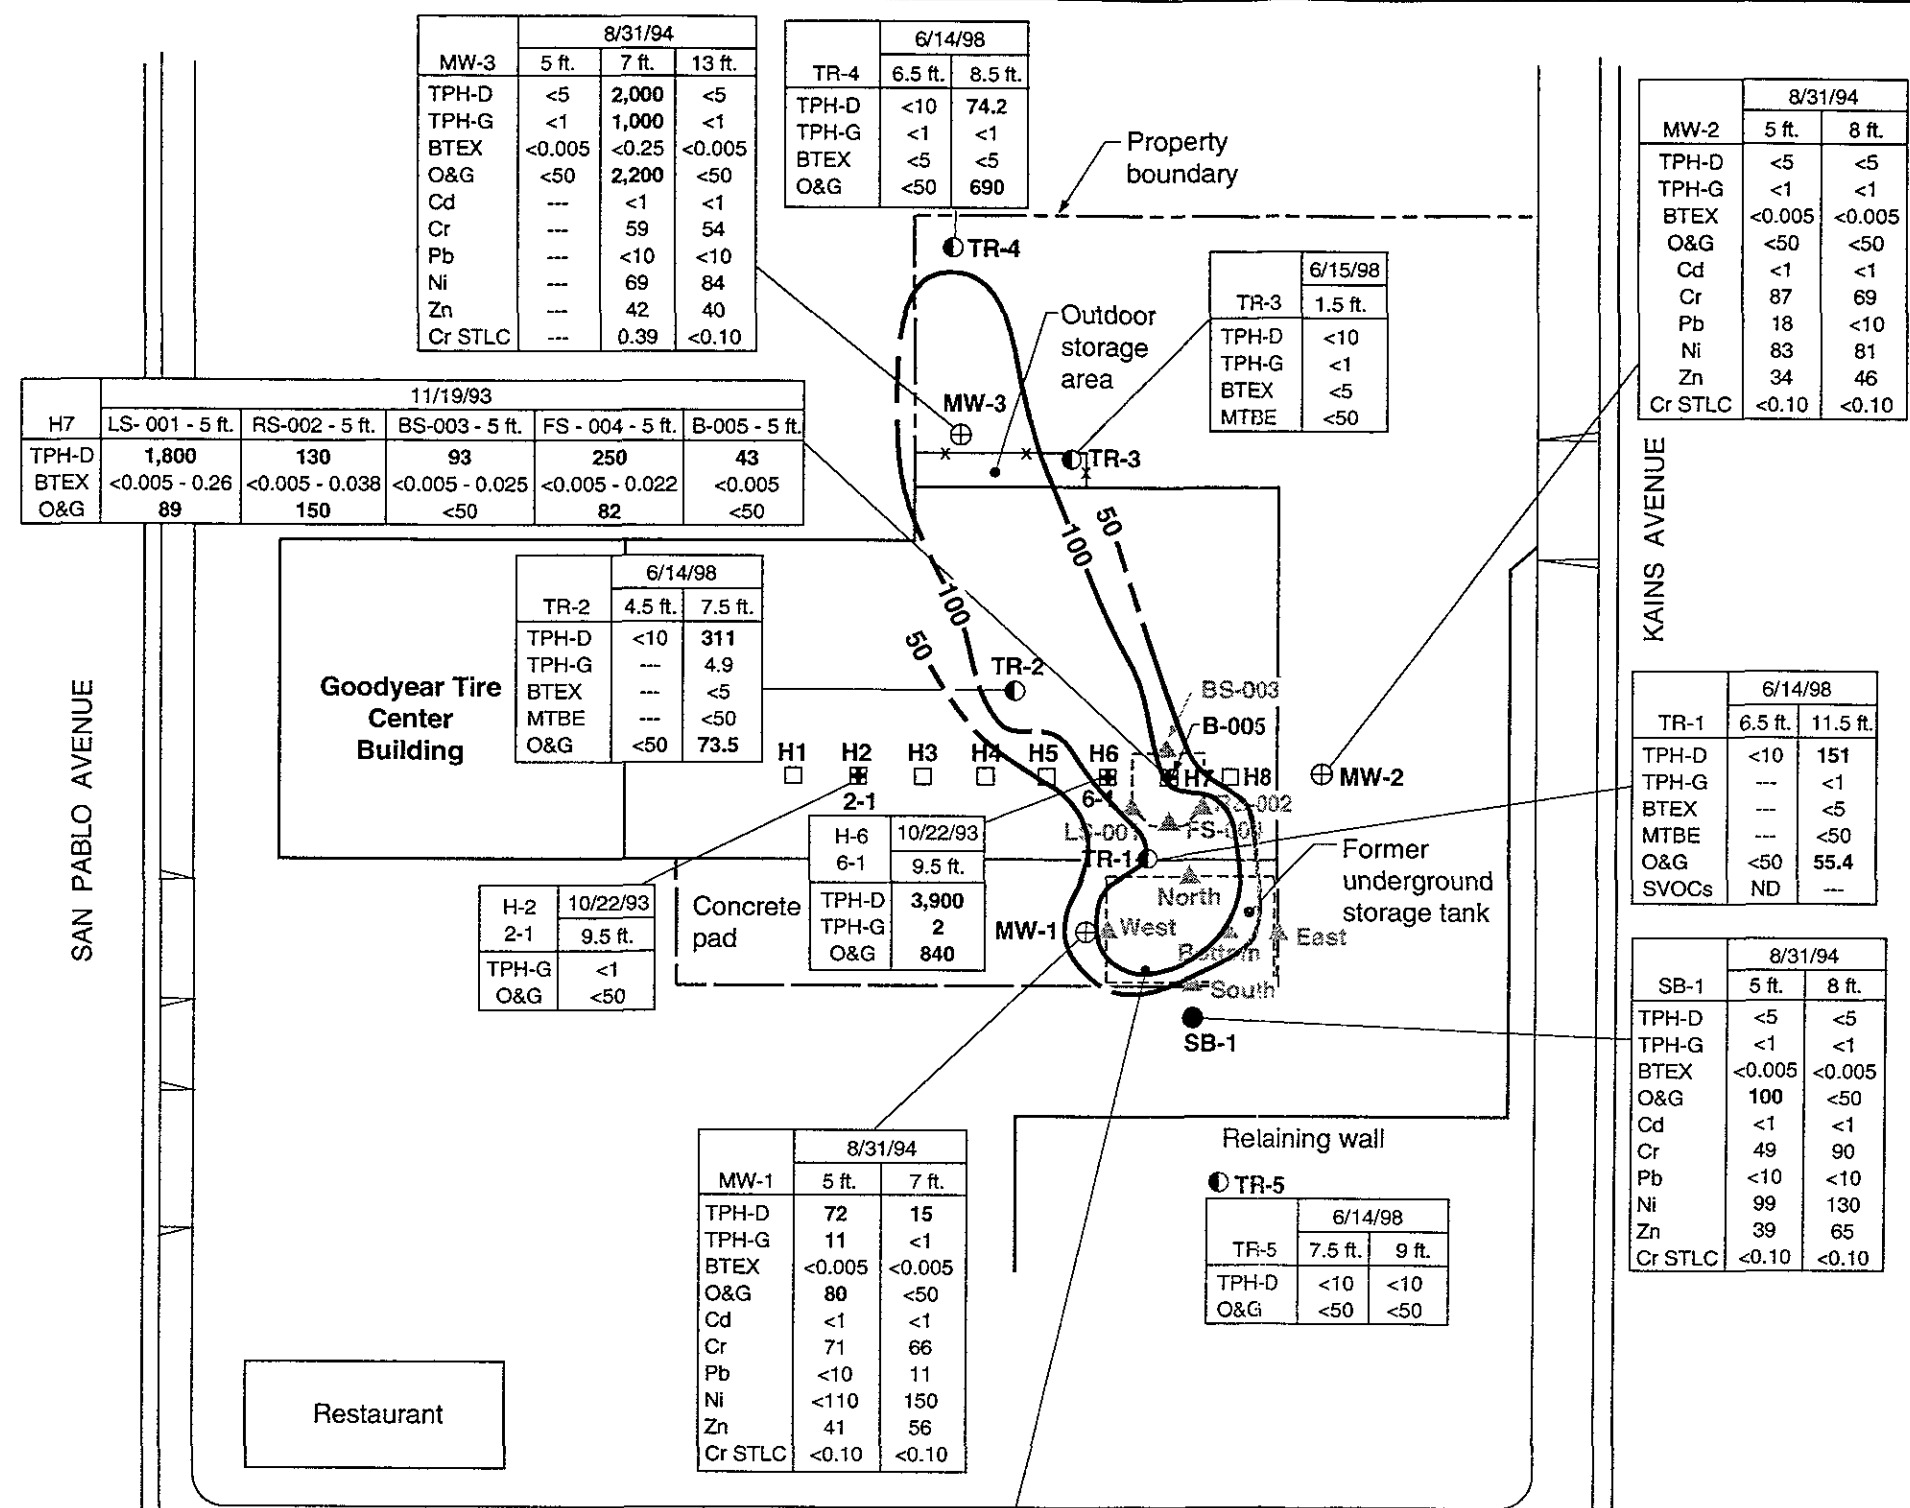 8/31/94
MW-3 5 ft. 7 ft. 13 ft.
TPH-D <5 2,000 <5
TPH-G <1 1,000 <1
BTEX <0.005 <0.25 <0.005
O&G <50 2,200 <50
Cd --- <1 <1
Cr --- 59 54
Pb --- <10 <10
Ni --- 69 84
Zn --- 42 40
Cr STLC --- 0.39 <0.10
6/14/98
TR-4 6.5 ft. 8.5 ft.
TPH-D <10 74.2
TPH-G <1 <1
BTEX <5 <5
O&G <50 690
Property
boundary
8/31/94
MW-2 5 ft. 8 ft.
TPH-D <5 <5
TPH-G <1 <1
BTEX <0.005 <0.005
O&G <50 <50
Cd <1 <1
Cr 87 69
Pb 18 <10
Ni 83 81
Zn 34 46
Cr STLC <0.10 <0.10
TR-4
6/15/98
TR-3 1.5 ft.
TPH-D <10
TPH-G <1
BTEX <5
MTBE <50
Outdoor
storage
area
MW-3
x x
TR-3
x
11/19/93
H7 LS- 001 - 5 ft. RS-002 - 5 ft. BS-003 - 5 ft. FS - 004 - 5 ft. B-005 - 5 ft.
TPH-D 1,800 130 93 250 43
BTEX <0.005 - 0.26 <0.005 - 0.038 <0.005 - 0.025 <0.005 - 0.022 <0.005
O&G 89 150 <50 82 <50
KAINS AVENUE
50
100
100
50
6/14/98
TR-2 4.5 ft. 7.5 ft.
TPH-D <10 311
TPH-G --- 4.9
BTEX --- <5
MTBE --- <50
O&G <50 73.5
Goodyear Tire
Center
Building
SAN PABLO AVENUE
TR-2
BS-003
B-005
H1 H2 H3 H4 H5 H6 H7 H8
MW-2
2-1
6-1
RS-002
LS-001
TR-1
6/14/98
TR-1 6.5 ft. 11.5 ft.
TPH-D <10 151
TPH-G --- <1
BTEX --- <5
MTBE --- <50
O&G <50 55.4
SVOCs ND ---
H-6 10/22/93
6-1 9.5 ft.
TPH-D 3,900
TPH-G 2
O&G 840
H-2 10/22/93
2-1 9.5 ft.
TPH-G <1
O&G <50
Concrete
pad
Former
underground
storage tank
North
MW-1
West
East
Bottom
South
SB-1
8/31/94
SB-1 5 ft. 8 ft.
TPH-D <5 <5
TPH-G <1 <1
BTEX <0.005 <0.005
O&G 100 <50
Cd <1 <1
Cr 49 90
Pb <10 <10
Ni 99 130
Zn 39 65
Cr STLC <0.10 <0.10
8/31/94
MW-1 5 ft. 7 ft.
TPH-D 72 15
TPH-G 11 <1
BTEX <0.005 <0.005
O&G 80 <50
Cd <1 <1
Cr 71 66
Pb <10 11
Ni <110 150
Zn 41 56
Cr STLC <0.10 <0.10
Relaining wall
TR-5
6/14/98
TR-5 7.5 ft. 9 ft.
TPH-D <10 <10
O&G <50 <50
Restaurant